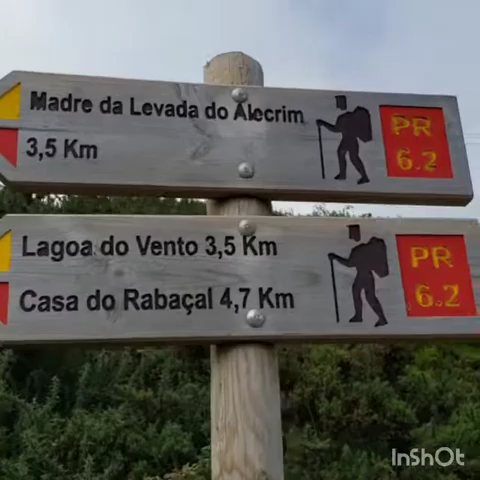 Madre da Levada do Alecrim
3,5 Km
PR
6.2
Lagoa do Vento 3,5 Km
Casa do Rabaçal 4,7 Km
PR
6.2
InShOt